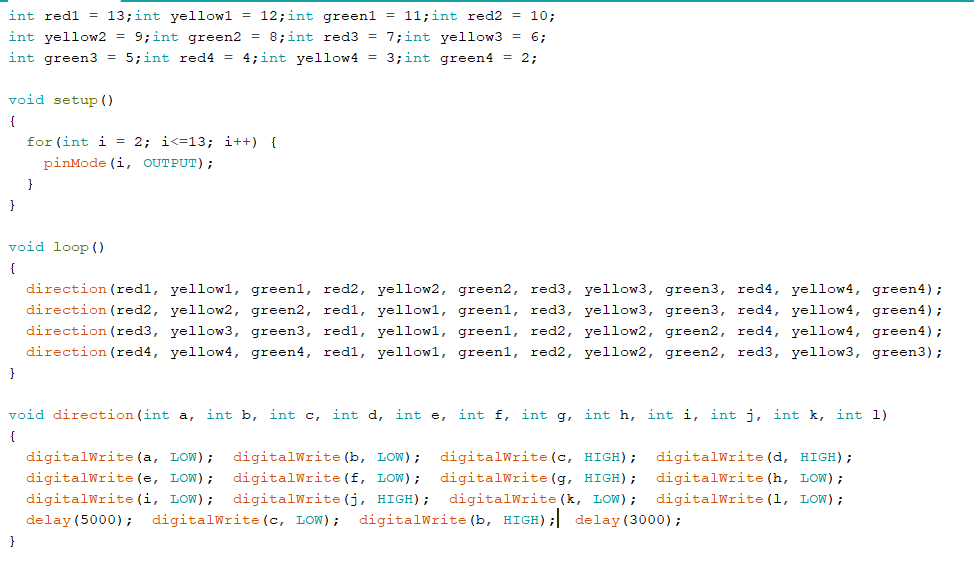 int red1 = 13;int yellow1 = 12;int green1 = 11;int red2 = 10;
int yellow2 = 9;int green2 = 8;int red3 = 7;int yellow3 = 6;
int green3 = 5;int red4 = 4;int yellow4 = 3;int green4 = 2;

void setup()
{
  for(int i = 2; i<=13; i++) {
    pinMode(i, OUTPUT);
  }
}

void loop()
{
  direction(red1, yellow1, green1, red2, yellow2, green2, red3, yellow3, green3, red4, yellow4, green4);
  direction(red2, yellow2, green2, red1, yellow1, green1, red3, yellow3, green3, red4, yellow4, green4);
  direction(red3, yellow3, green3, red1, yellow1, green1, red2, yellow2, green2, red4, yellow4, green4);
  direction(red4, yellow4, green4, red1, yellow1, green1, red2, yellow2, green2, red3, yellow3, green3);
}

void direction(int a, int b, int c, int d, int e, int f, int g, int h, int i, int j, int k, int l)
{
  digitalWrite(a, LOW);  digitalWrite(b, LOW);  digitalWrite(c, HIGH);  digitalWrite(d, HIGH);
  digitalWrite(e, LOW);  digitalWrite(f, LOW);  digitalWrite(g, HIGH);  digitalWrite(h, LOW);
  digitalWrite(i, LOW);  digitalWrite(j, HIGH);  digitalWrite(k, LOW);  digitalWrite(l, LOW);
  delay(5000);  digitalWrite(c, LOW);  digitalWrite(b, HIGH);  delay(3000);
}